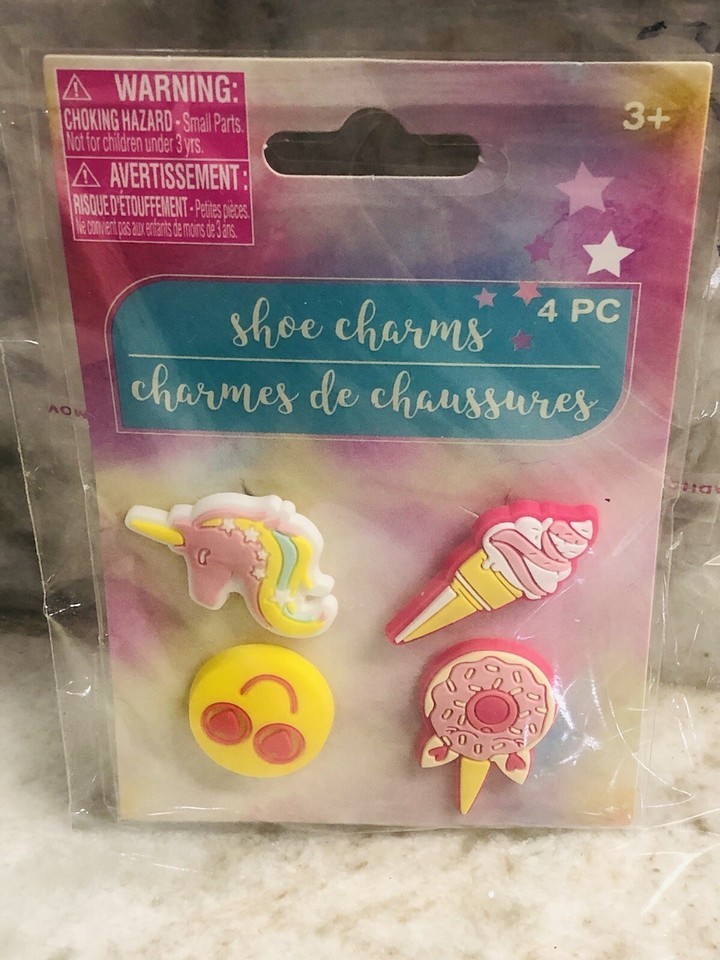 WARNING:
CHOKING HAZARD - Small Parts.
Not for children under 3 yrs.
AVERTISSEMENT :
RISQUE D'ÉTOUFFEMENT - Petites pièces.
Ne convient pas aux enfants de moins de 3 ans.
3+
4 PC
shoe charms
charmes de chaussures